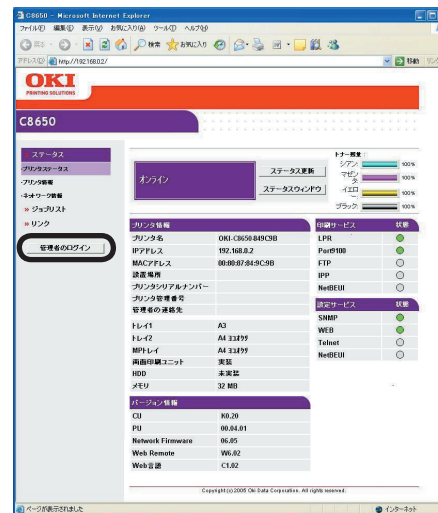 C8650 - Microsoft Internet Explorer
ファイル(F) 編集(E) 表示(V) お気に入り(A) ツール(T) ヘルプ(H)
戻る 検索 お気に入り
アドレス(D) http://192.168.0.2/ 移動 リンク
OKI
PRINTING SOLUTIONS
C8650
ステータス
プリンタステータス
・プリンタ情報
・ネットワーク情報
» ジョブリスト
» リンク
管理者のログイン
オンライン
ステータス更新
ステータスウィンドウ
トナー残量:
シアン: 100%
マゼンタ: 100%
イエロー: 100%
ブラック: 100%
プリンタ情報
プリンタ名 OKI-C8650-849C9B
IPアドレス 192.168.0.2
MACアドレス 00:80:87:84:9C:9B
設置場所
プリンタシリアルナンバー
プリンタ管理番号
管理者の連絡先
トレイ1 A3
トレイ2 A4 ヨコオクリ
MPトレイ A4 ヨコオクリ
両面印刷ユニット 実装
HDD 未実装
メモリ 32 MB
バージョン情報
CU K0.20
PU 00.04.01
Network Firmware 06.05
Web Remote W6.02
Web言語 C1.02
印刷サービス 状態
LPR
Port9100
FTP
IPP
NetBEUI
設定サービス 状態
SNMP
WEB
Telnet
NetBEUI
Copyright (c) 2005 Oki Data Corporation. All rights reserved.
ページが表示されました インターネット